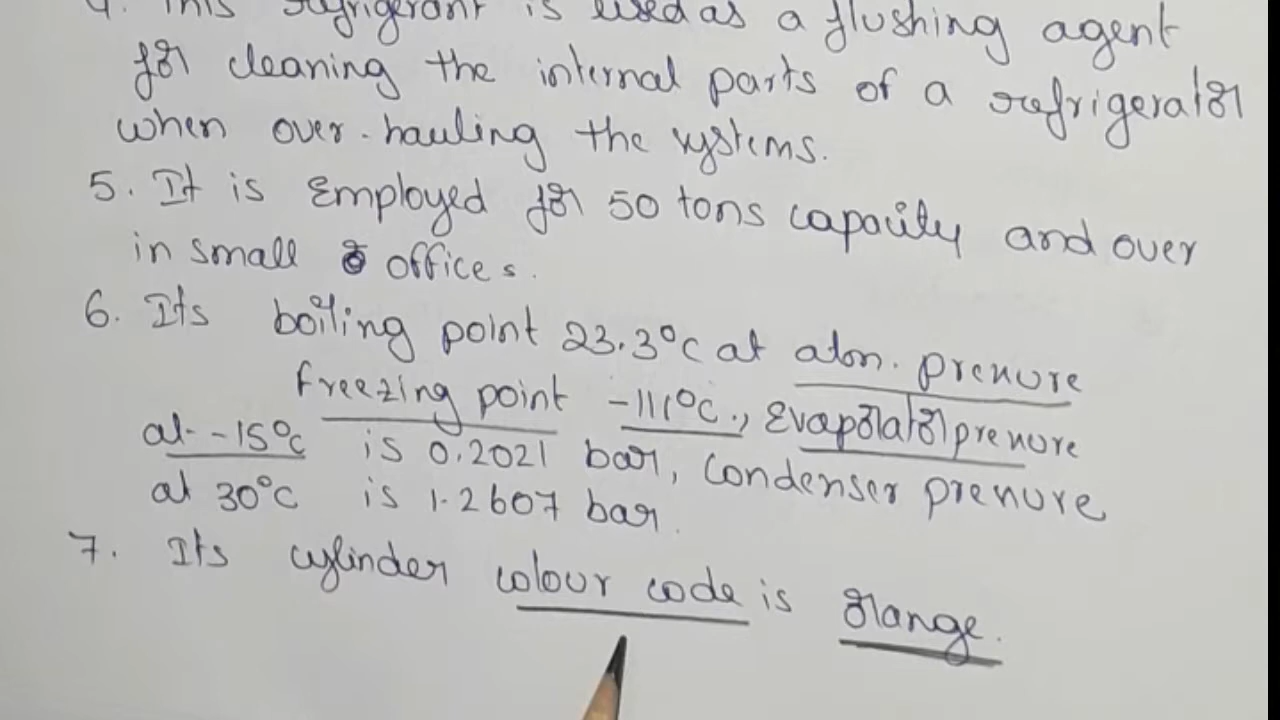 4. This refrigerant is used as a flushing agent
for cleaning the internal parts of a refrigerator
when over-hauling the systems.
5. It is Employed for 50 tons capacity and over
in small offices.
6. Its boiling point 23.3°C at atm. pressure
freezing point -111°C., Evaporator pressure
at -15°C is 0.2021 bar, Condenser pressure
at 30°C is 1.2607 bar.
7. Its cylinder colour code is Orange.